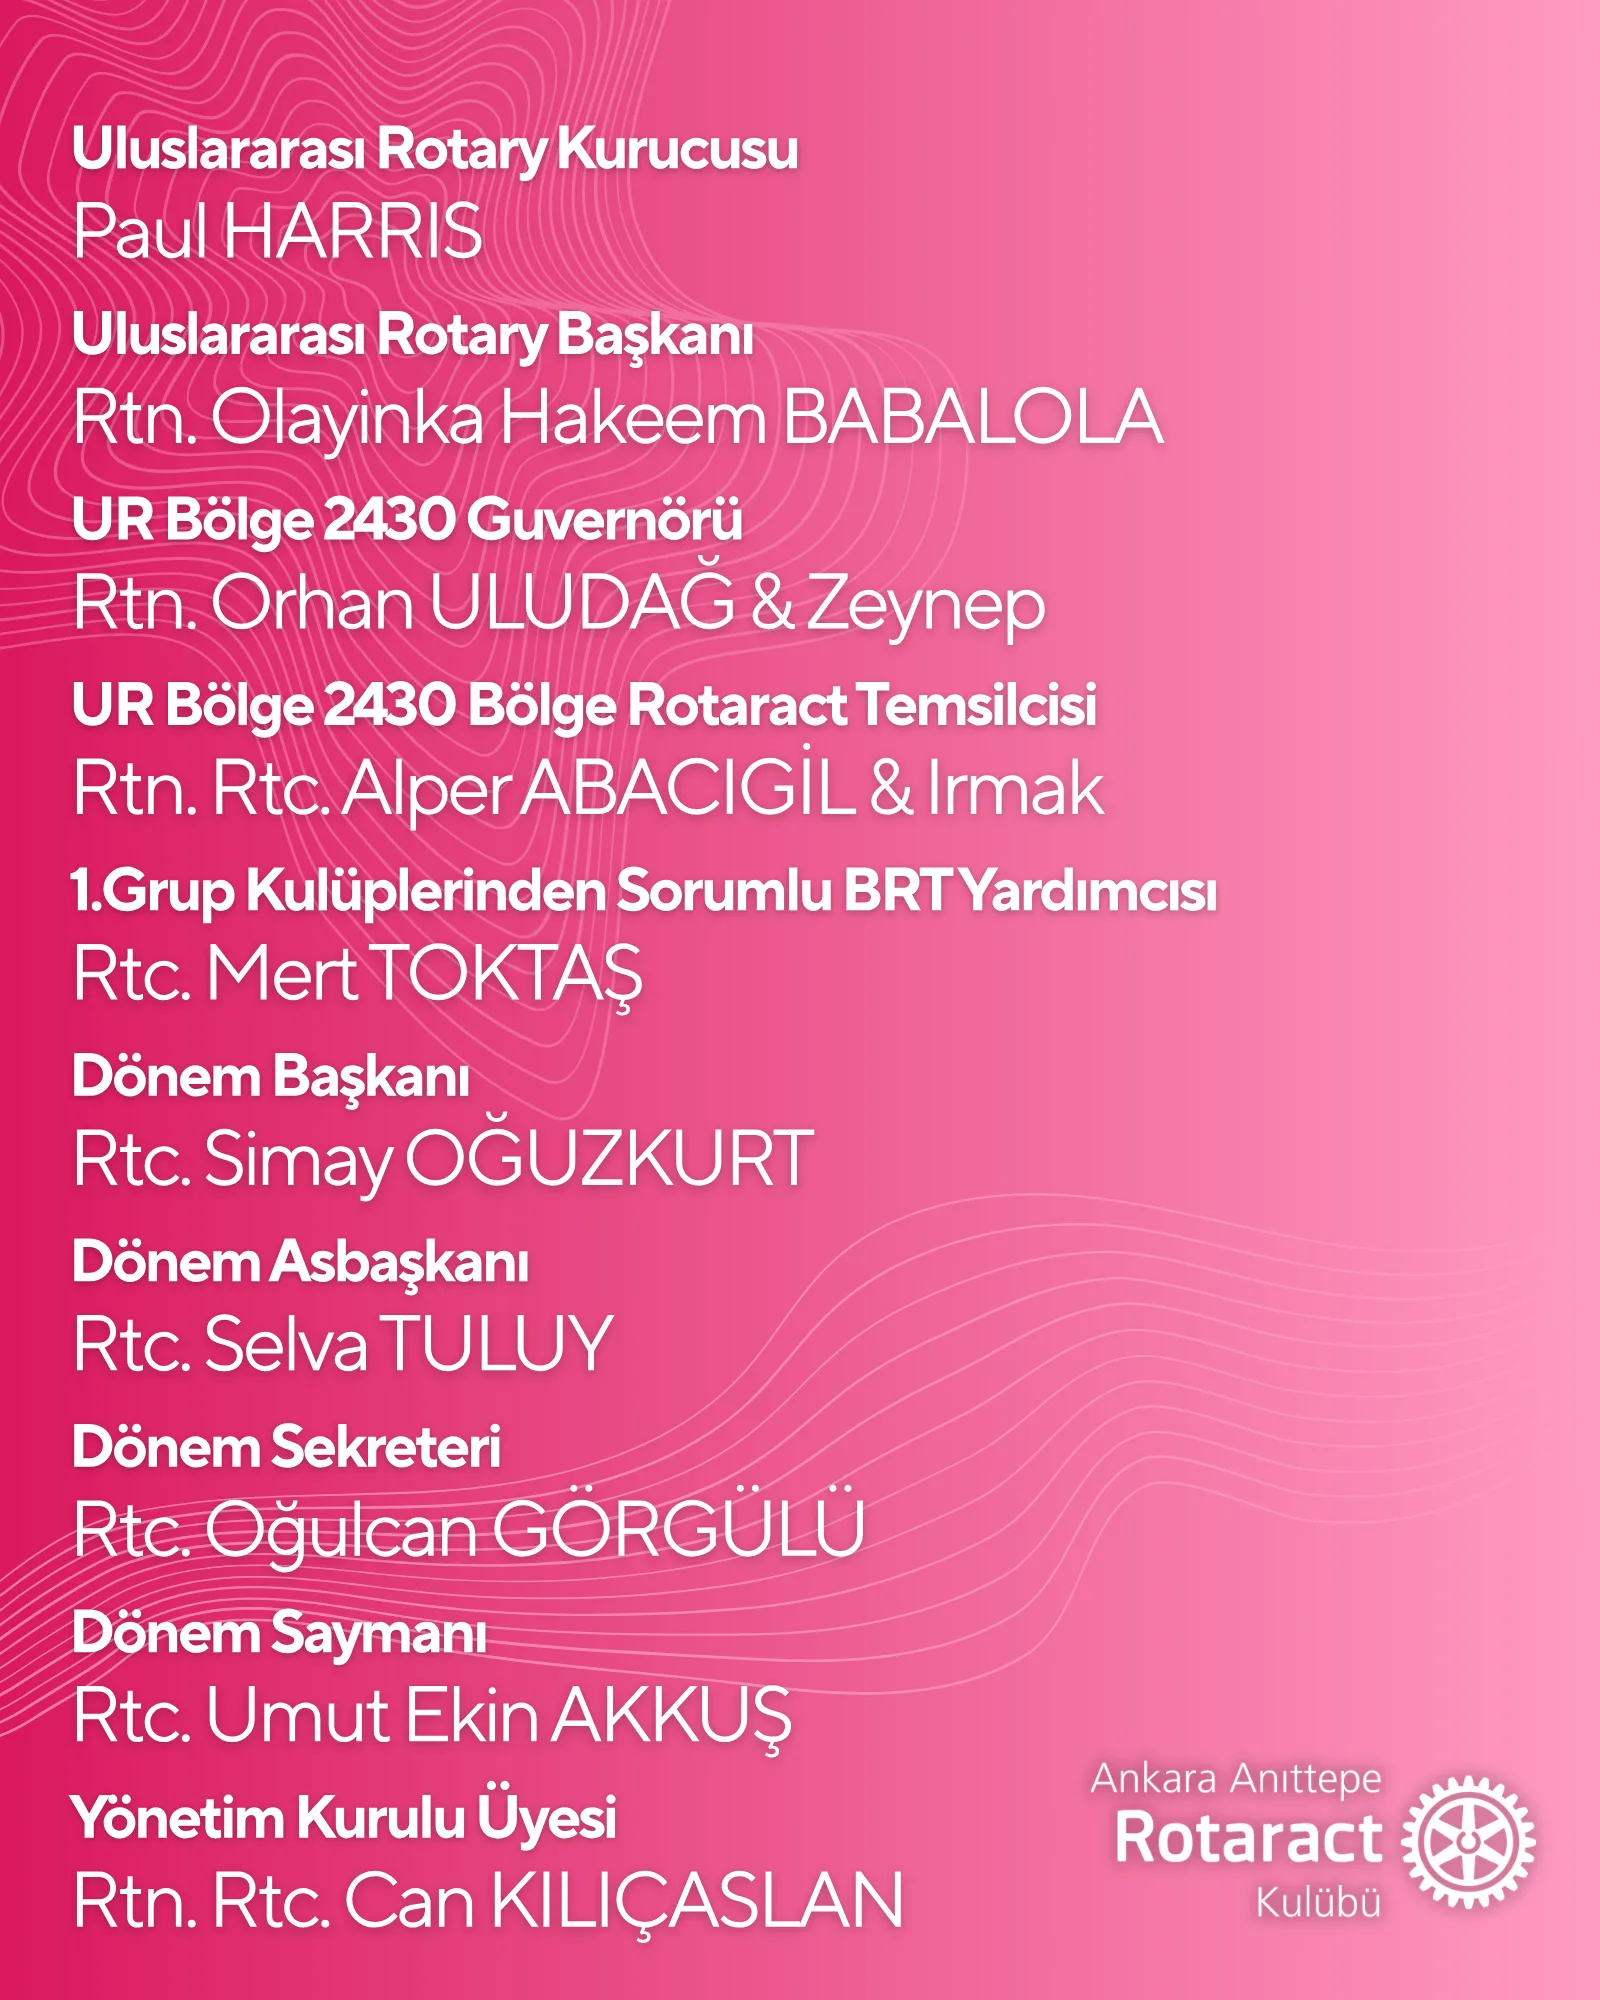 Uluslararası Rotary Kurucusu
Paul HARRIS
Uluslararası Rotary Başkanı
Rtn. Olayinka Hakeem BABALOLA
UR Bölge 2430 Guvernörü
Rtn. Orhan ULUDAĞ & Zeynep
UR Bölge 2430 Bölge Rotaract Temsilcisi
Rtn. Rtc. Alper ABACIGİL & Irmak
1.Grup Kulüplerinden Sorumlu BRT Yardımcısı
Rtc. Mert TOKTAŞ
Dönem Başkanı
Rtc. Simay OĞUZKURT
Dönem Asbaşkanı
Rtc. Selva TULUY
Dönem Sekreteri
Rtc. Oğulcan GÖRGÜLÜ
Dönem Saymanı
Rtc. Umut Ekin AKKUŞ
Yönetim Kurulu Üyesi
Rtn. Rtc. Can KILIÇASLAN
Ankara Anıttepe
Rotaract
Kulübü